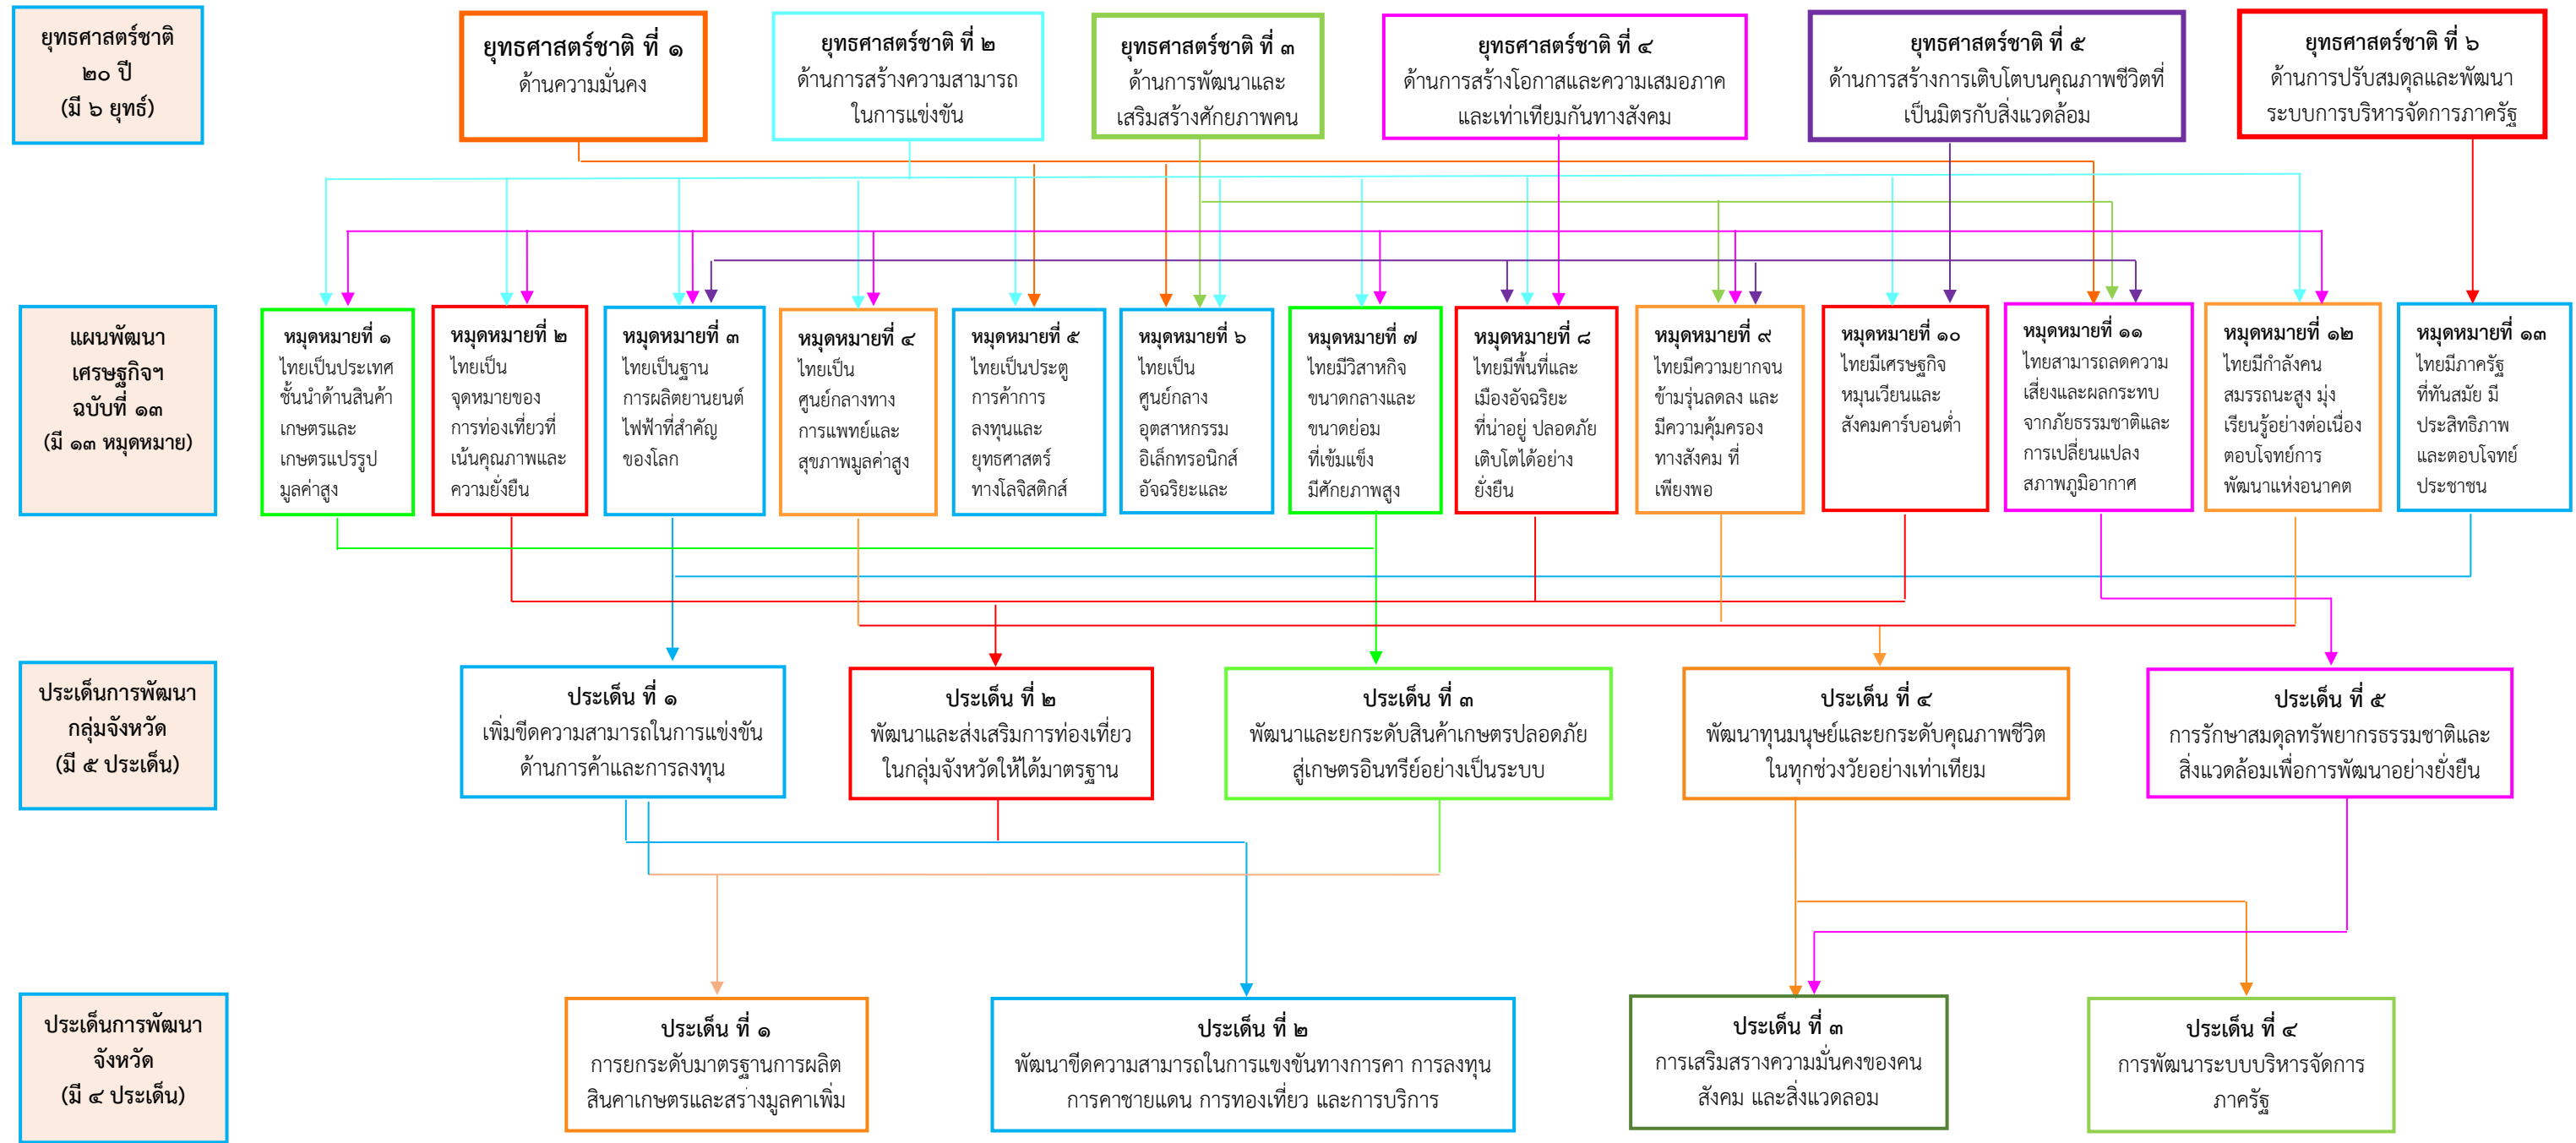 ยุทธศาสตร์ชาติ
๒๐ ปี
(มี ๖ ยุทธ์)
ยุทธศาสตร์ชาติ ที่ ๑
ด้านความมั่นคง
ยุทธศาสตร์ชาติ ที่ ๒
ด้านการสร้างความสามารถ
ในการแข่งขัน
ยุทธศาสตร์ชาติ ที่ ๓
ด้านการพัฒนาและ
เสริมสร้างศักยภาพคน
ยุทธศาสตร์ชาติ ที่ ๔
ด้านการสร้างโอกาสและความเสมอภาค
และเท่าเทียมกันทางสังคม
ยุทธศาสตร์ชาติ ที่ ๕
ด้านการสร้างการเติบโตบนคุณภาพชีวิตที่
เป็นมิตรกับสิ่งแวดล้อม
ยุทธศาสตร์ชาติ ที่ ๖
ด้านการปรับสมดุลและพัฒนา
ระบบการบริหารจัดการภาครัฐ
แผนพัฒนา
เศรษฐกิจฯ
ฉบับที่ ๑๓
(มี ๑๓ หมุดหมาย)
หมุดหมายที่ ๑
ไทยเป็นประเทศ
ชั้นนำด้านสินค้า
เกษตรและ
เกษตรแปรรูป
มูลค่าสูง
หมุดหมายที่ ๒
ไทยเป็น
จุดหมายของ
การท่องเที่ยวที่
เน้นคุณภาพและ
ความยั่งยืน
หมุดหมายที่ ๓
ไทยเป็นฐาน
การผลิตยานยนต์
ไฟฟ้าที่สำคัญ
ของโลก
หมุดหมายที่ ๔
ไทยเป็น
ศูนย์กลางทาง
การแพทย์และ
สุขภาพมูลค่าสูง
หมุดหมายที่ ๕
ไทยเป็นประตู
การค้าการ
ลงทุนและ
ยุทธศาสตร์
ทางโลจิสติกส์
หมุดหมายที่ ๖
ไทยเป็น
ศูนย์กลาง
อุตสาหกรรม
อิเล็กทรอนิกส์
อัจฉริยะและ
หมุดหมายที่ ๗
ไทยมีวิสาหกิจ
ขนาดกลางและ
ขนาดย่อม
ที่เข้มแข็ง
มีศักยภาพสูง
หมุดหมายที่ ๘
ไทยมีพื้นที่และ
เมืองอัจฉริยะ
ที่น่าอยู่ ปลอดภัย
เติบโตได้อย่าง
ยั่งยืน
หมุดหมายที่ ๙
ไทยมีความยากจน
ข้ามรุ่นลดลง และ
มีความคุ้มครอง
ทางสังคม ที่
เพียงพอ
หมุดหมายที่ ๑๐
ไทยมีเศรษฐกิจ
หมุนเวียนและ
สังคมคาร์บอนต่ำ
หมุดหมายที่ ๑๑
ไทยสามารถลดความ
เสี่ยงและผลกระทบ
จากภัยธรรมชาติและ
การเปลี่ยนแปลง
สภาพภูมิอากาศ
หมุดหมายที่ ๑๒
ไทยมีกำลังคน
สมรรถนะสูง มุ่ง
เรียนรู้อย่างต่อเนื่อง
ตอบโจทย์การ
พัฒนาแห่งอนาคต
หมุดหมายที่ ๑๓
ไทยมีภาครัฐ
ที่ทันสมัย มี
ประสิทธิภาพ
และตอบโจทย์
ประชาชน
ประเด็นการพัฒนา
กลุ่มจังหวัด
(มี ๕ ประเด็น)
ประเด็น ที่ ๑
เพิ่มขีดความสามารถในการแข่งขัน
ด้านการค้าและการลงทุน
ประเด็น ที่ ๒
พัฒนาและส่งเสริมการท่องเที่ยว
ในกลุ่มจังหวัดให้ได้มาตรฐาน
ประเด็น ที่ ๓
พัฒนาและยกระดับสินค้าเกษตรปลอดภัย
สู่เกษตรอินทรีย์อย่างเป็นระบบ
ประเด็น ที่ ๔
พัฒนาทุนมนุษย์และยกระดับคุณภาพชีวิต
ในทุกช่วงวัยอย่างเท่าเทียม
ประเด็น ที่ ๕
การรักษาสมดุลทรัพยากรธรรมชาติและ
สิ่งแวดล้อมเพื่อการพัฒนาอย่างยั่งยืน
ประเด็นการพัฒนา
จังหวัด
(มี ๔ ประเด็น)
ประเด็น ที่ ๑
การยกระดับมาตรฐานการผลิต
สินคาเกษตรและสร่างมูลคาเพิ่ม
ประเด็น ที่ ๒
พัฒนาขีดความสามารถในการแขงขันทางการคา การลงทุน
การคาชายแดน การทองเที่ยว และการบริการ
ประเด็น ที่ ๓
การเสริมสรางความมั่นคงของคน
สังคม และสิ่งแวดลอม
ประเด็น ที่ ๔
การพัฒนาระบบบริหารจัดการ
ภาครัฐ